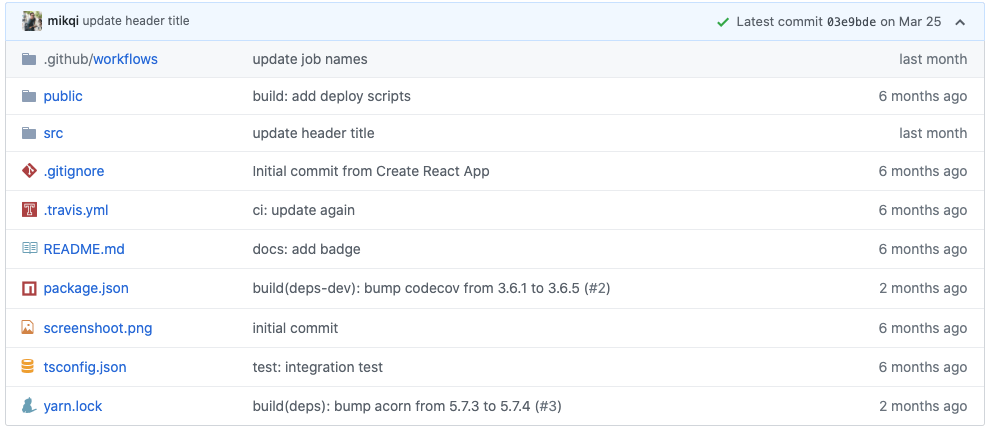 mikqi update header title Latest commit 03e9bde on Mar 25
.github/workflows update job names last month
public build: add deploy scripts 6 months ago
src update header title last month
.gitignore Initial commit from Create React App 6 months ago
.travis.yml ci: update again 6 months ago
README.md docs: add badge 6 months ago
package.json build(deps-dev): bump codecov from 3.6.1 to 3.6.5 (#2) 2 months ago
screenshoot.png initial commit 6 months ago
tsconfig.json test: integration test 6 months ago
yarn.lock build(deps): bump acorn from 5.7.3 to 5.7.4 (#3) 2 months ago